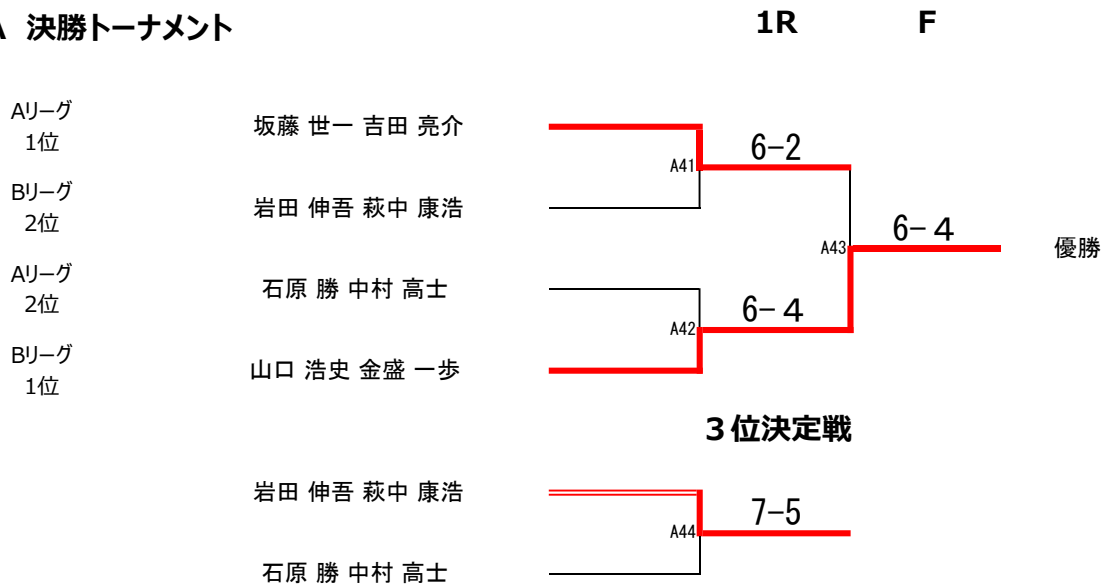 決勝トーナメント 1R F
Aリーグ
1位
坂藤 世一 吉田 亮介
A41
6-2
Bリーグ
2位
岩田 伸吾 萩中 康浩
A43
6-４
優勝
Aリーグ
2位
石原 勝 中村 高士
A42
6-４
Bリーグ
1位
山口 浩史 金盛 一歩
３位決定戦
岩田 伸吾 萩中 康浩
A44
7-5
石原 勝 中村 高士